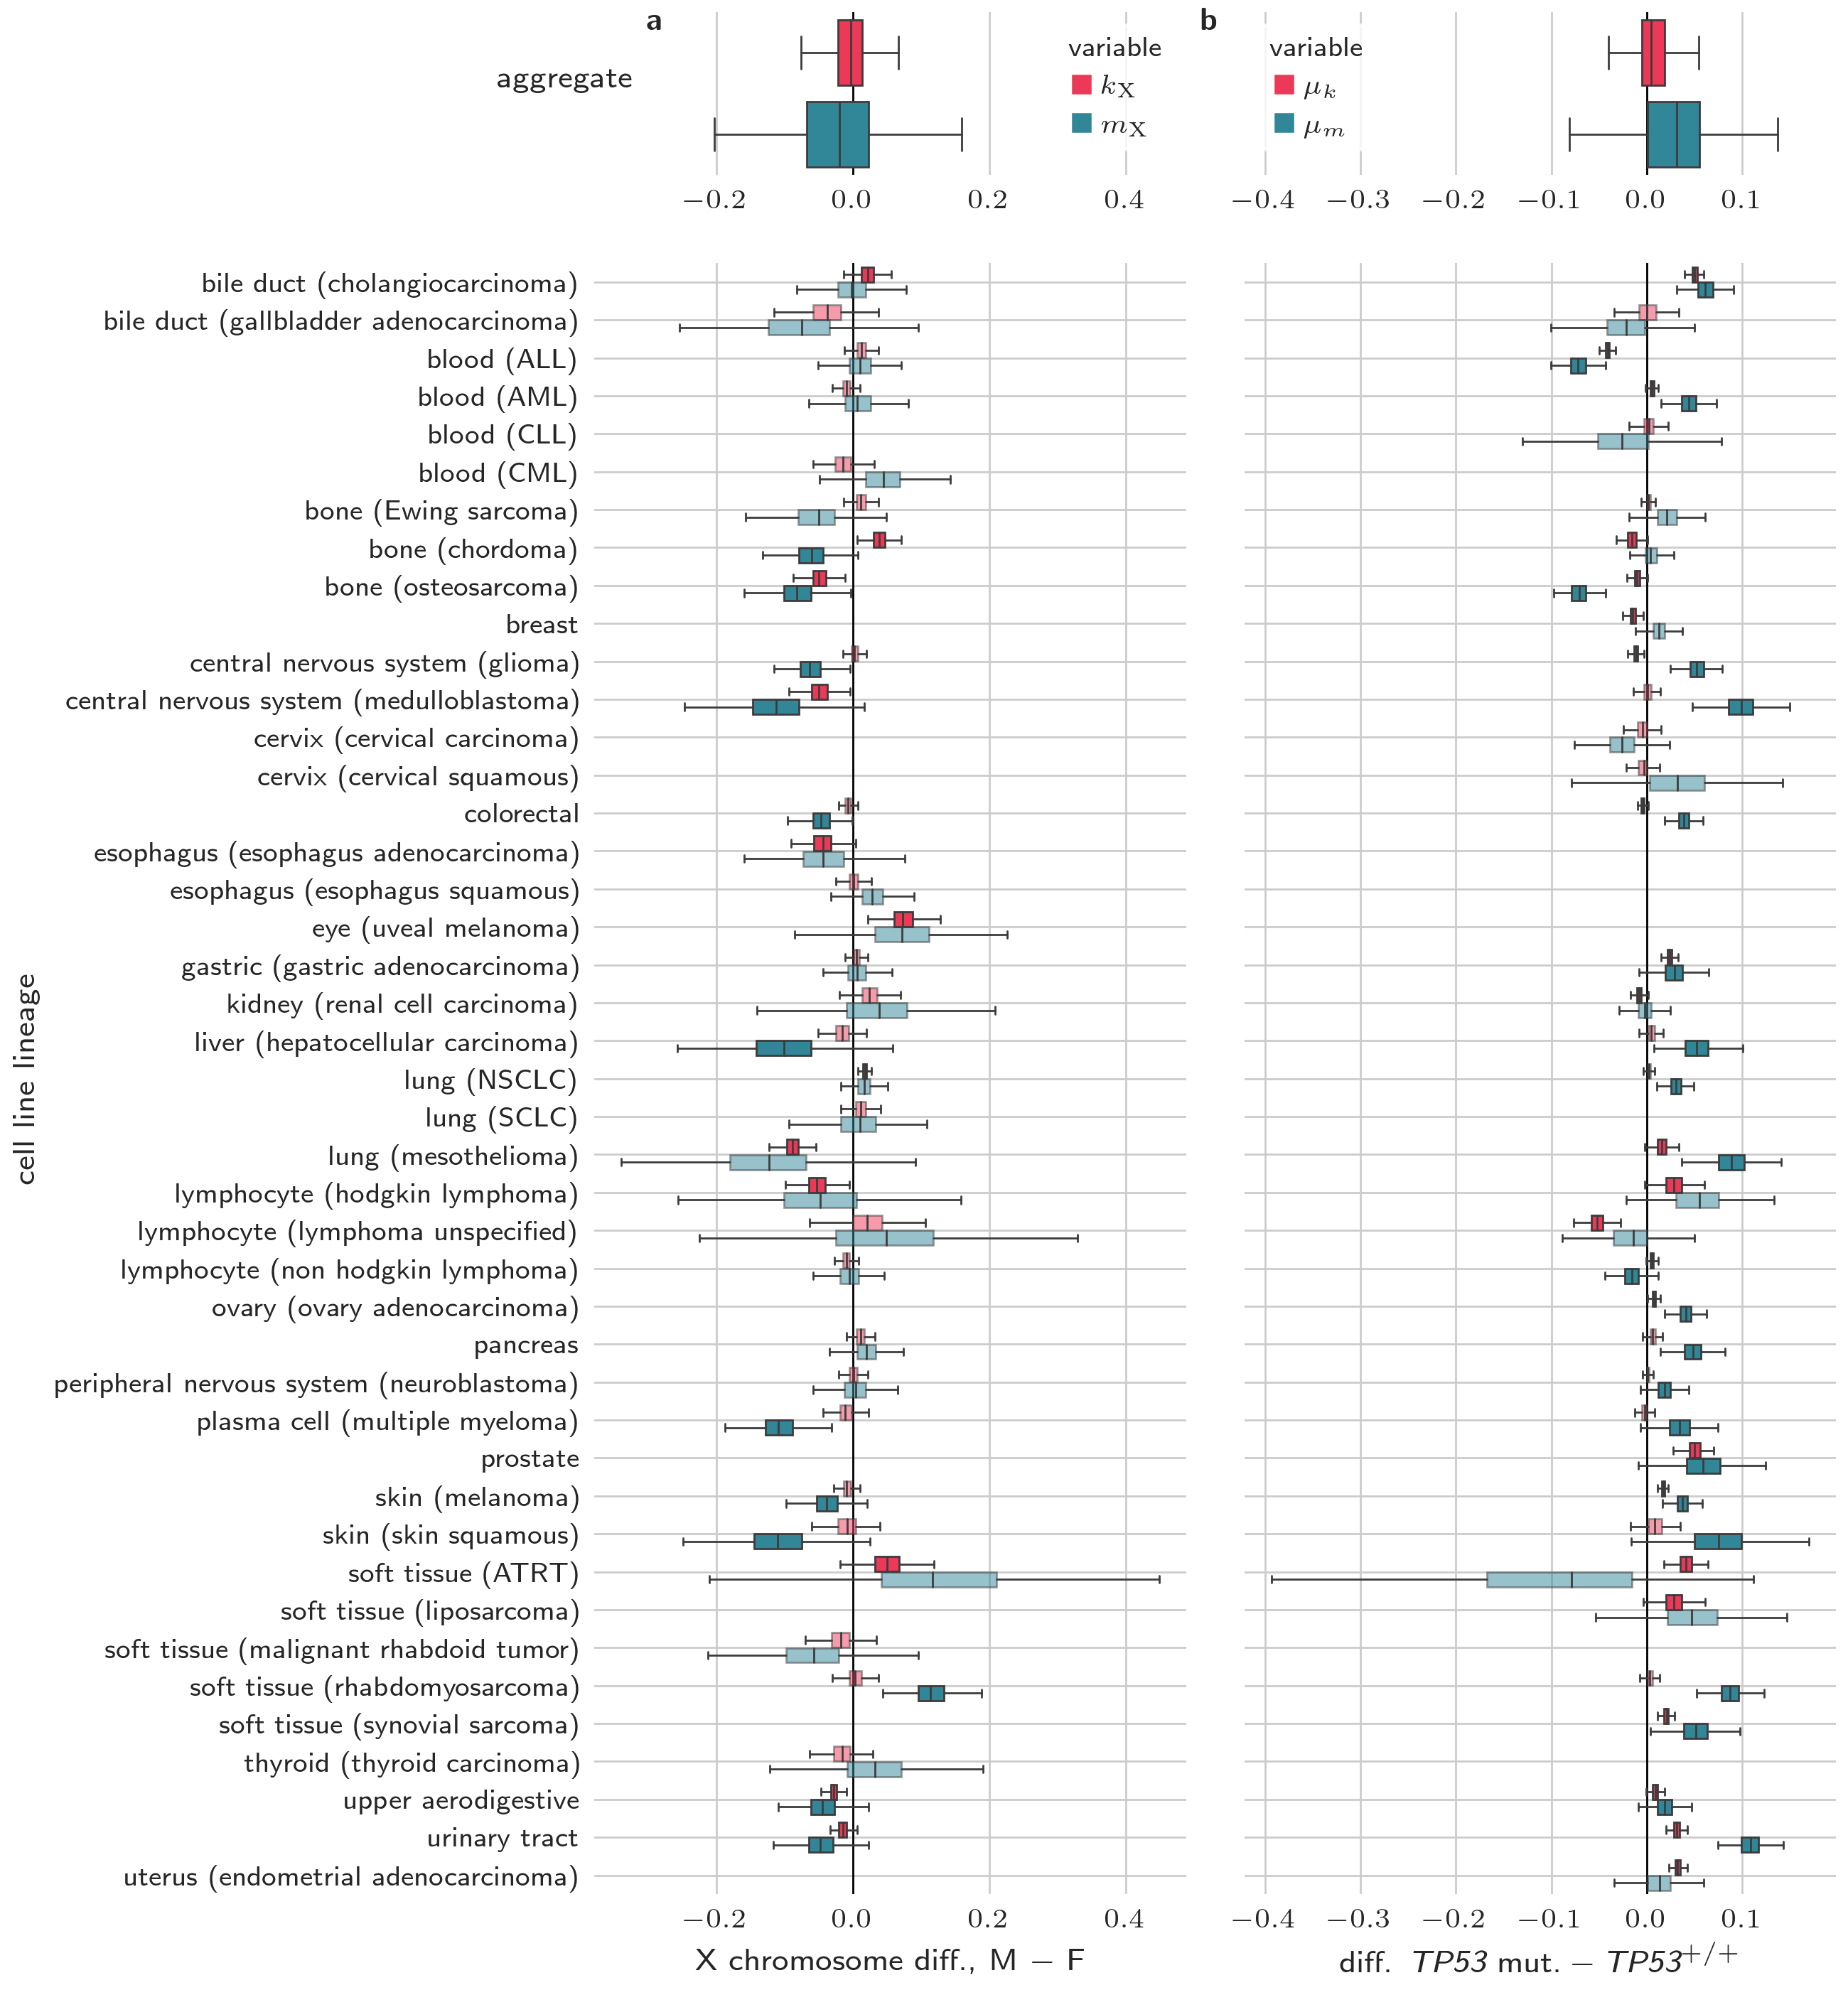 a
b
variable
k_X
m_X
variable
μ_k
μ_m
aggregate
−0.2 0.0 0.2 0.4
−0.4 −0.3 −0.2 −0.1 0.0 0.1
cell line lineage
bile duct (cholangiocarcinoma)
bile duct (gallbladder adenocarcinoma)
blood (ALL)
blood (AML)
blood (CLL)
blood (CML)
bone (Ewing sarcoma)
bone (chordoma)
bone (osteosarcoma)
breast
central nervous system (glioma)
central nervous system (medulloblastoma)
cervix (cervical carcinoma)
cervix (cervical squamous)
colorectal
esophagus (esophagus adenocarcinoma)
esophagus (esophagus squamous)
eye (uveal melanoma)
gastric (gastric adenocarcinoma)
kidney (renal cell carcinoma)
liver (hepatocellular carcinoma)
lung (NSCLC)
lung (SCLC)
lung (mesothelioma)
lymphocyte (hodgkin lymphoma)
lymphocyte (lymphoma unspecified)
lymphocyte (non hodgkin lymphoma)
ovary (ovary adenocarcinoma)
pancreas
peripheral nervous system (neuroblastoma)
plasma cell (multiple myeloma)
prostate
skin (melanoma)
skin (skin squamous)
soft tissue (ATRT)
soft tissue (liposarcoma)
soft tissue (malignant rhabdoid tumor)
soft tissue (rhabdomyosarcoma)
soft tissue (synovial sarcoma)
thyroid (thyroid carcinoma)
upper aerodigestive
urinary tract
uterus (endometrial adenocarcinoma)
−0.2 0.0 0.2 0.4
−0.4 −0.3 −0.2 −0.1 0.0 0.1
X chromosome diff., M − F
diff. TP53 mut. − TP53^{+/+}